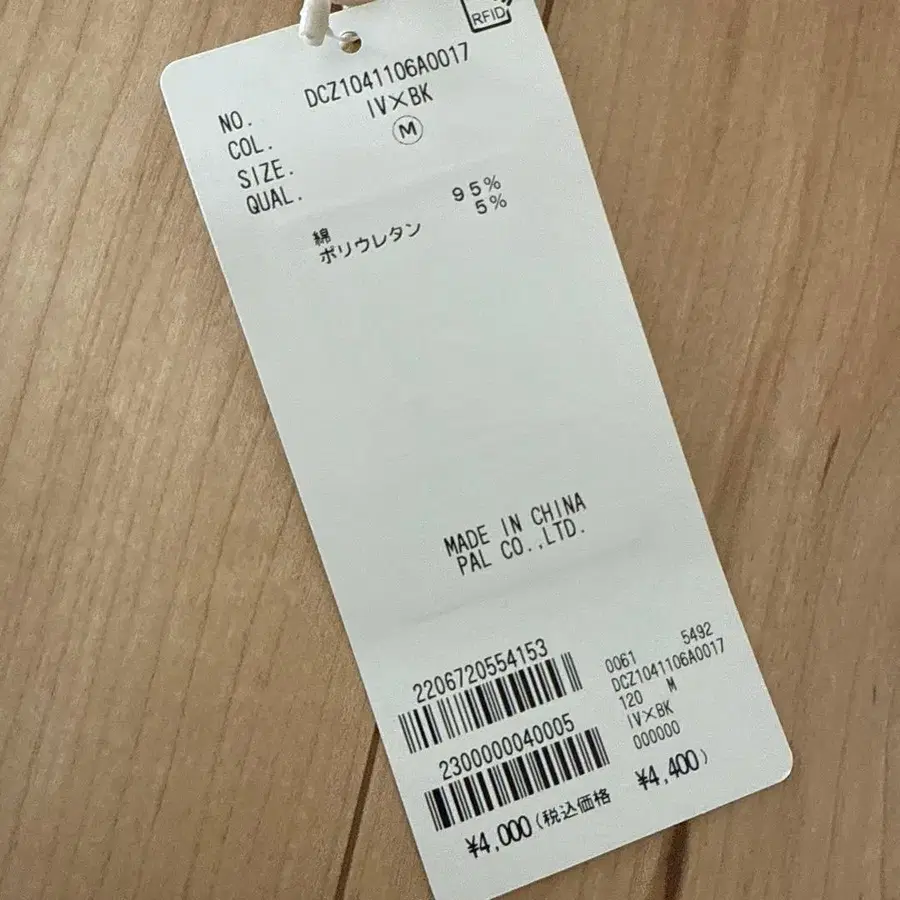 RFID
NO. DCZ1041106A0017
COL. IV×BK
SIZE. M
QUAL.
綿 95%
ポリウレタン 5%
MADE IN CHINA
PAL CO.,LTD.
2206720554153
2300000040005
0061 5492
DCZ1041106A0017
120 M
IV×BK
000000
¥4,000(税込価格 ¥4,400)